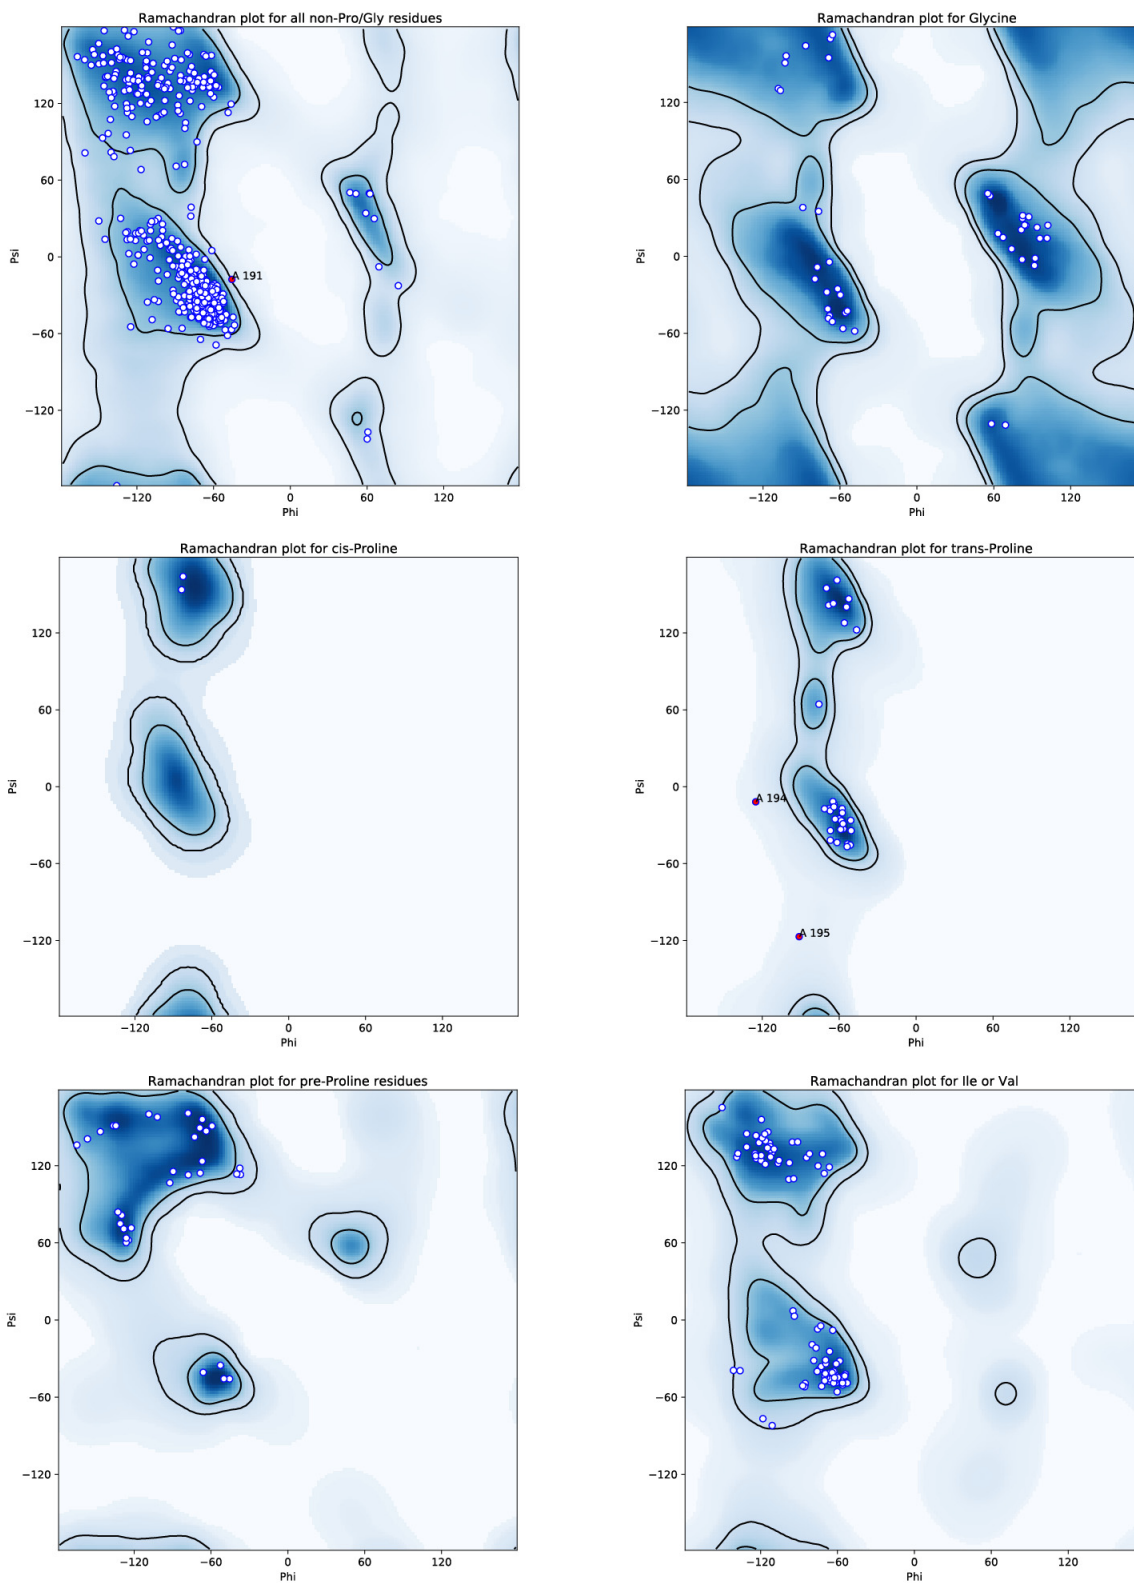 Ramachandran plot for all non-Pro/Gly residues
Psi
120
60
0
−60
−120
A 191
−120 −60 0 60 120
Phi
Ramachandran plot for Glycine
Psi
120
60
0
−60
−120
−120 −60 0 60 120
Phi
Ramachandran plot for cis-Proline
Psi
120
60
0
−60
−120
−120 −60 0 60 120
Phi
Ramachandran plot for trans-Proline
Psi
120
60
0
−60
−120
A 194
A 195
−120 −60 0 60 120
Phi
Ramachandran plot for pre-Proline residues
Psi
120
60
0
−60
−120
−120 −60 0 60 120
Phi
Ramachandran plot for Ile or Val
Psi
120
60
0
−60
−120
−120 −60 0 60 120
Phi